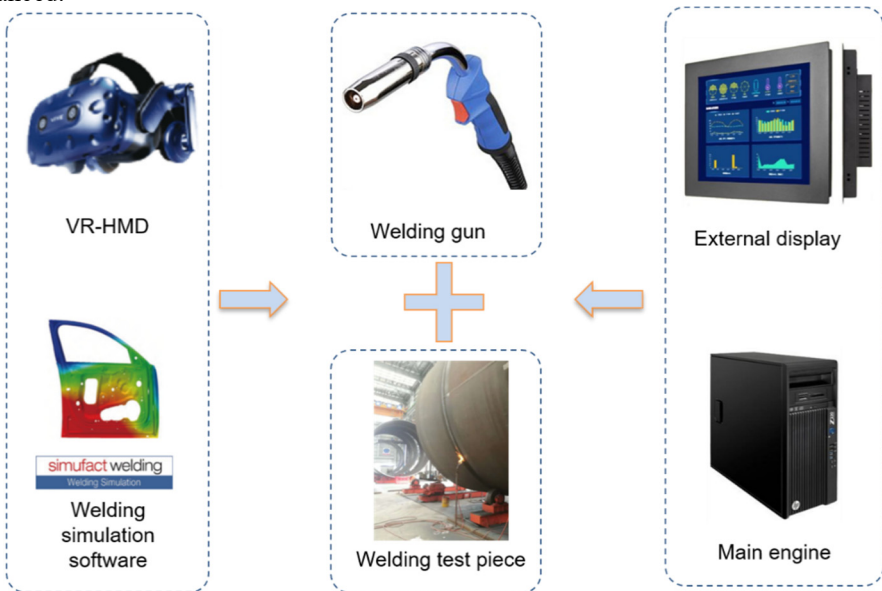 VR-HMD
simufact welding
Welding Simulation
Welding
simulation
software
Welding gun
Welding test piece
External display
Main engine